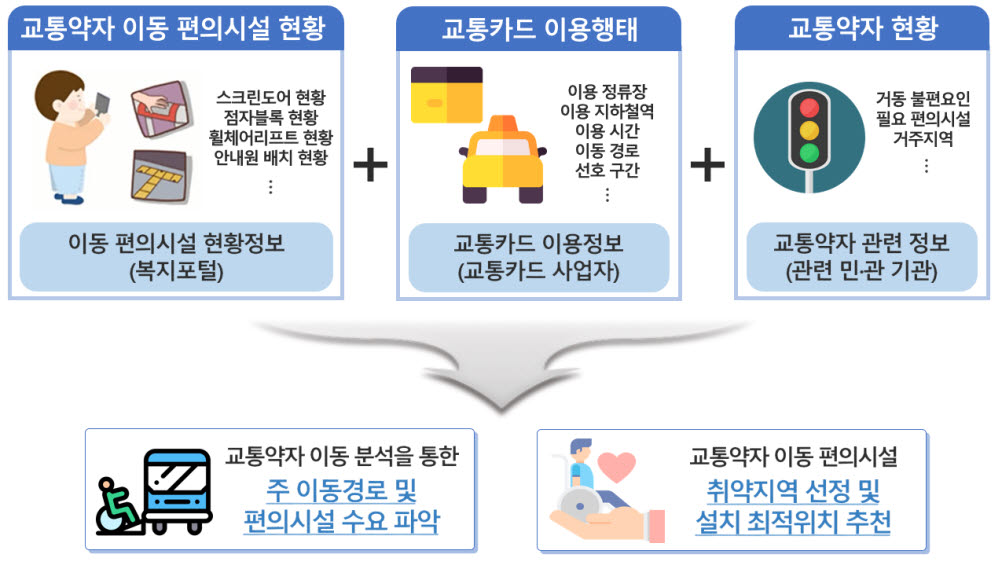 교통약자 이동 편의시설 현황
스크린도어 현황
점자블록 현황
휠체어리프트 현황
안내원 배치 현황
⋮
이동 편의시설 현황정보
(복지포털)
+
교통카드 이용행태
이용 정류장
이용 지하철역
이용 시간
이동 경로
선호 구간
⋮
교통카드 이용정보
(교통카드 사업자)
+
교통약자 현황
거동 불편요인
필요 편의시설
거주지역
⋮
교통약자 관련 정보
(관련 민·관 기관)
교통약자 이동 분석을 통한
주 이동경로 및
편의시설 수요 파악
교통약자 이동 편의시설
취약지역 선정 및
설치 최적위치 추천